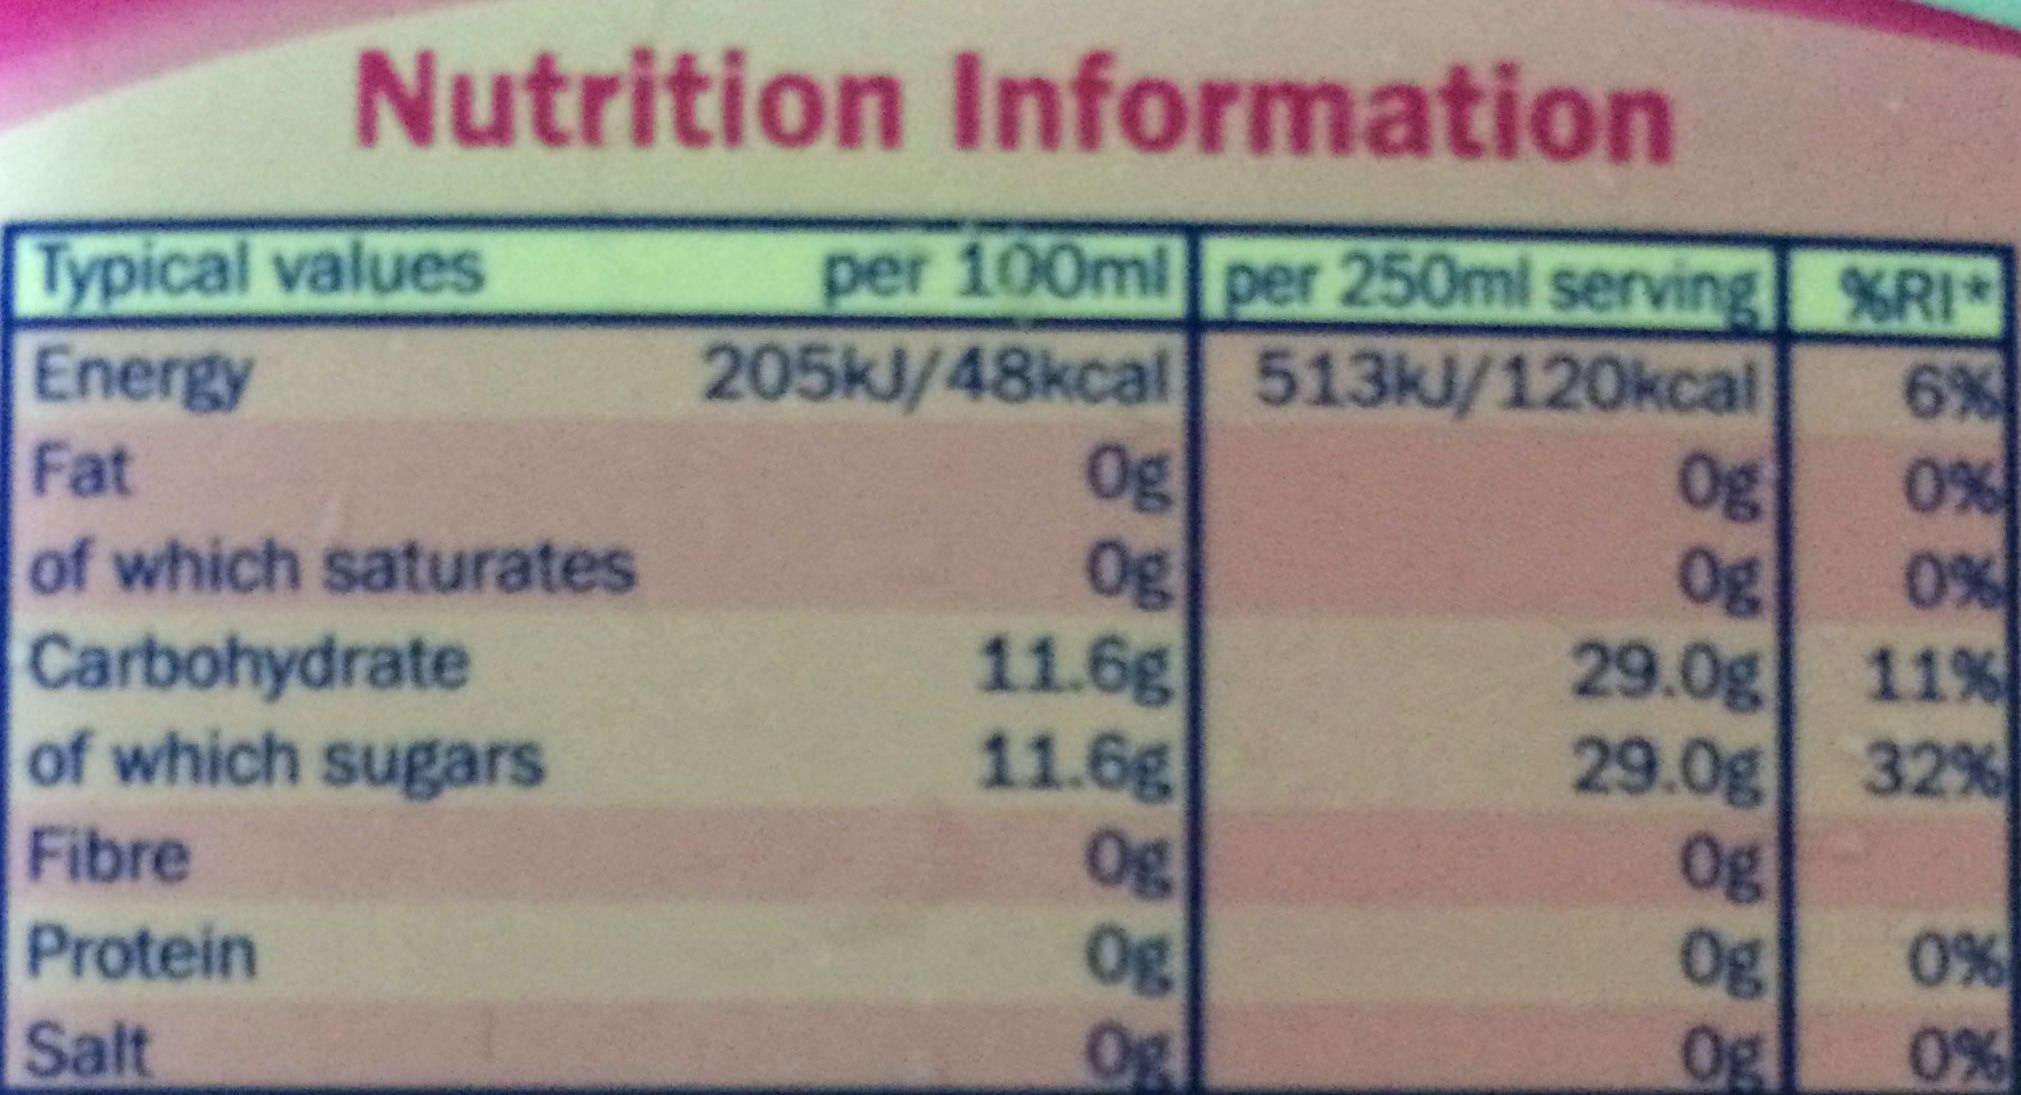 Nutrition Information
Typical values per 100ml per 250ml serving %RI*
Energy 205kJ/48kcal 513kJ/120kcal 6%
Fat 0g 0g 0%
of which saturates 0g 0g 0%
Carbohydrate 11.6g 29.0g 11%
of which sugars 11.6g 29.0g 32%
Fibre 0g 0g
Protein 0g 0g 0%
Salt 0g 0g 0%